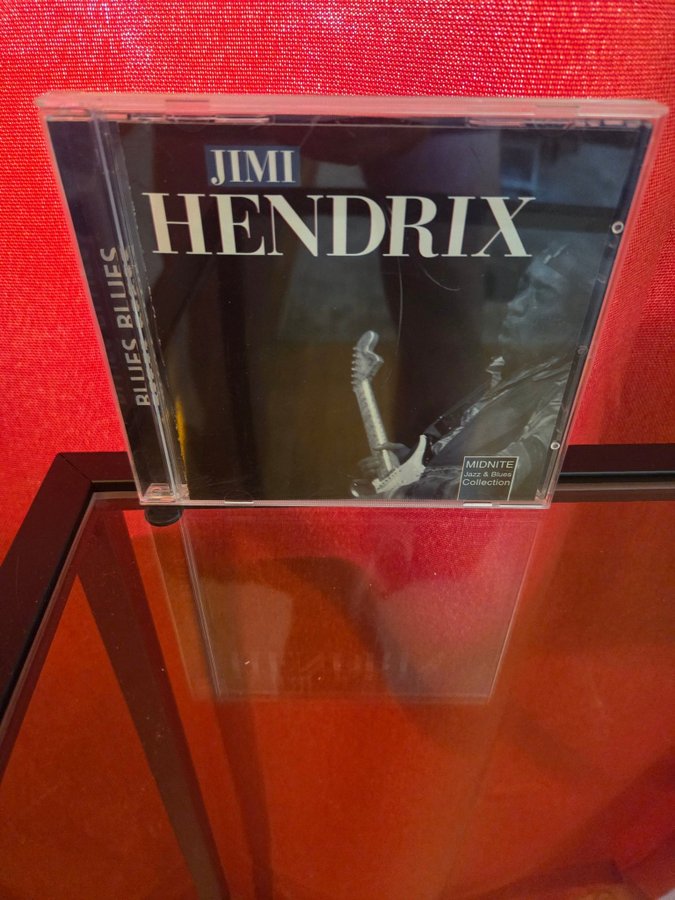 JIMI
HENDRIX
BLUES BLUES
MIDNITE
Jazz & Blues
Collection